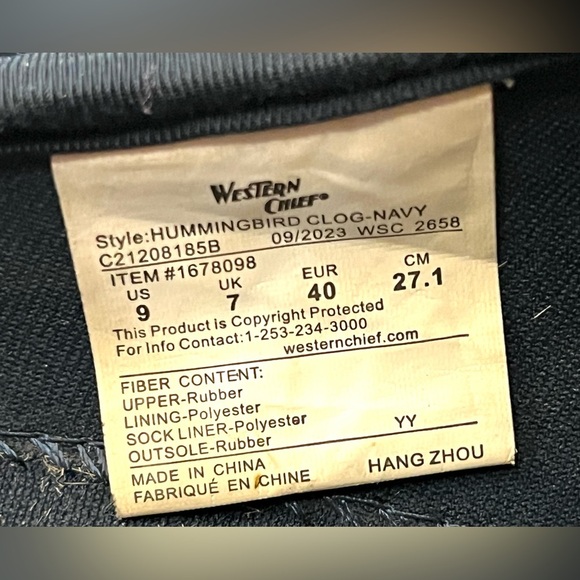 WESTERN
CHIEF®
Style:HUMMINGBIRD CLOG-NAVY
C21208185B 09/2023 WSC 2658
ITEM #1678098
US UK EUR CM
9 7 40 27.1
This Product is Copyright Protected
For Info Contact:1-253-234-3000
westernchief.com
FIBER CONTENT:
UPPER-Rubber
LINING-Polyester
SOCK LINER-Polyester YY
OUTSOLE-Rubber
MADE IN CHINA HANG ZHOU
FABRIQUÉ EN CHINE